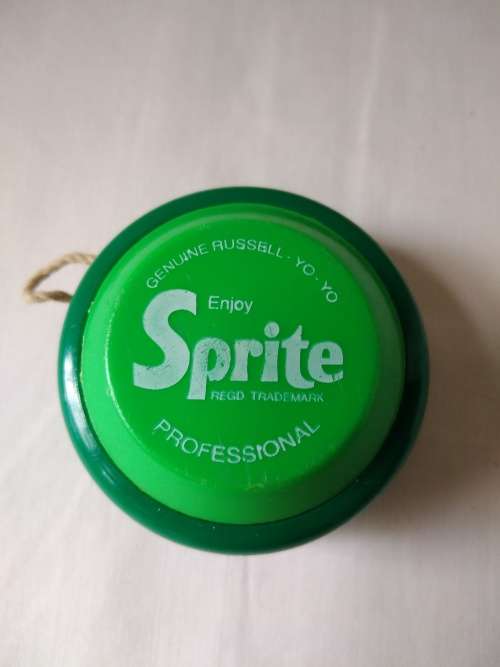 GENUINE RUSSELL - YO - YO
Enjoy
Sprite
REGD TRADEMARK
PROFESSIONAL